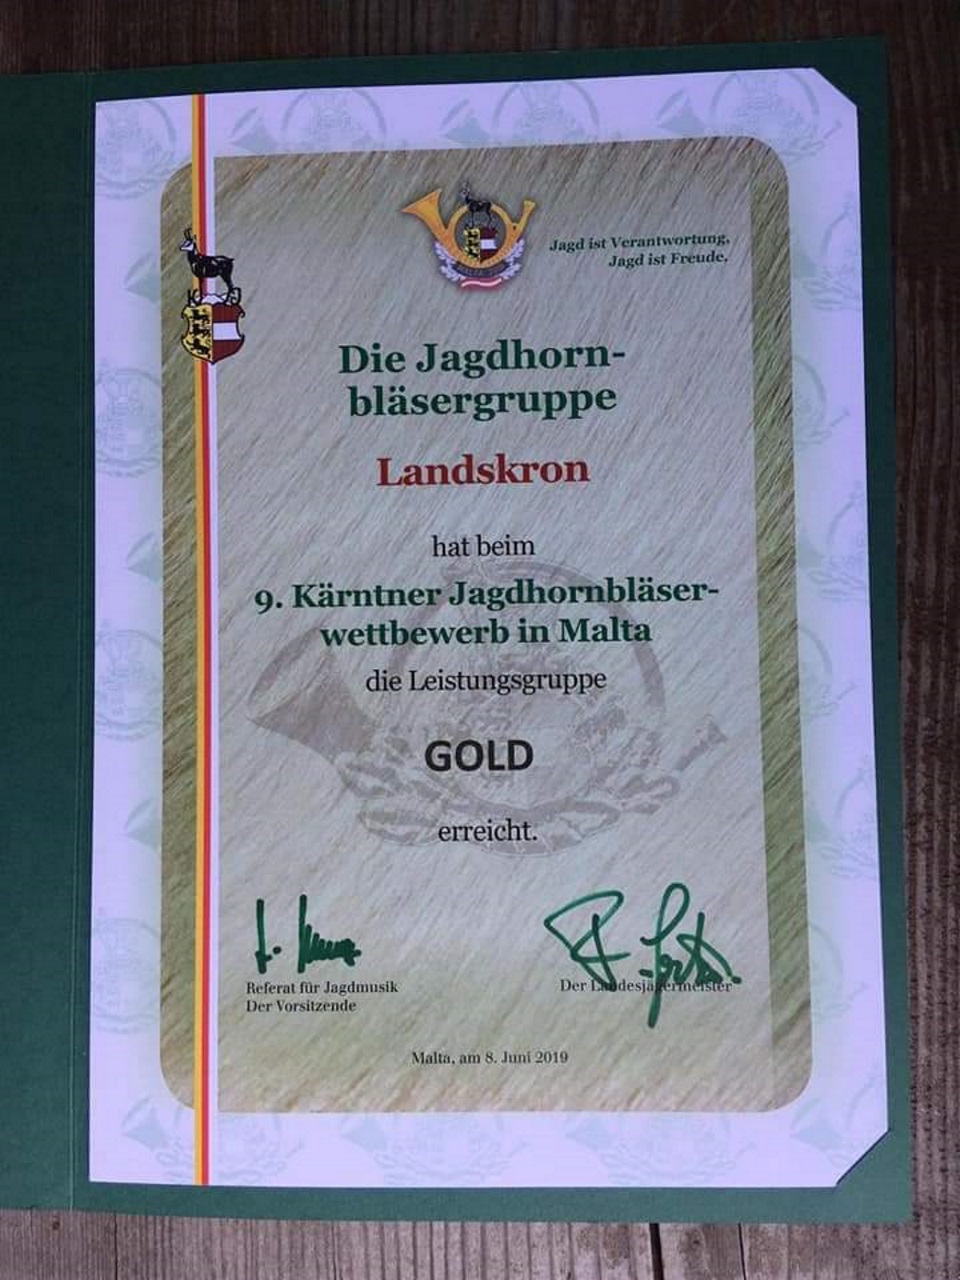 Jagd ist Verantwortung,
Jagd ist Freude.
Die Jagdhorn-
bläsergruppe
Landskron
hat beim
9. Kärntner Jagdhornbläser-
wettbewerb in Malta
die Leistungsgruppe
GOLD
erreicht.
Referat für Jagdmusik
Der Vorsitzende
Der Landesjägermeister
Malta, am 8. Juni 2019